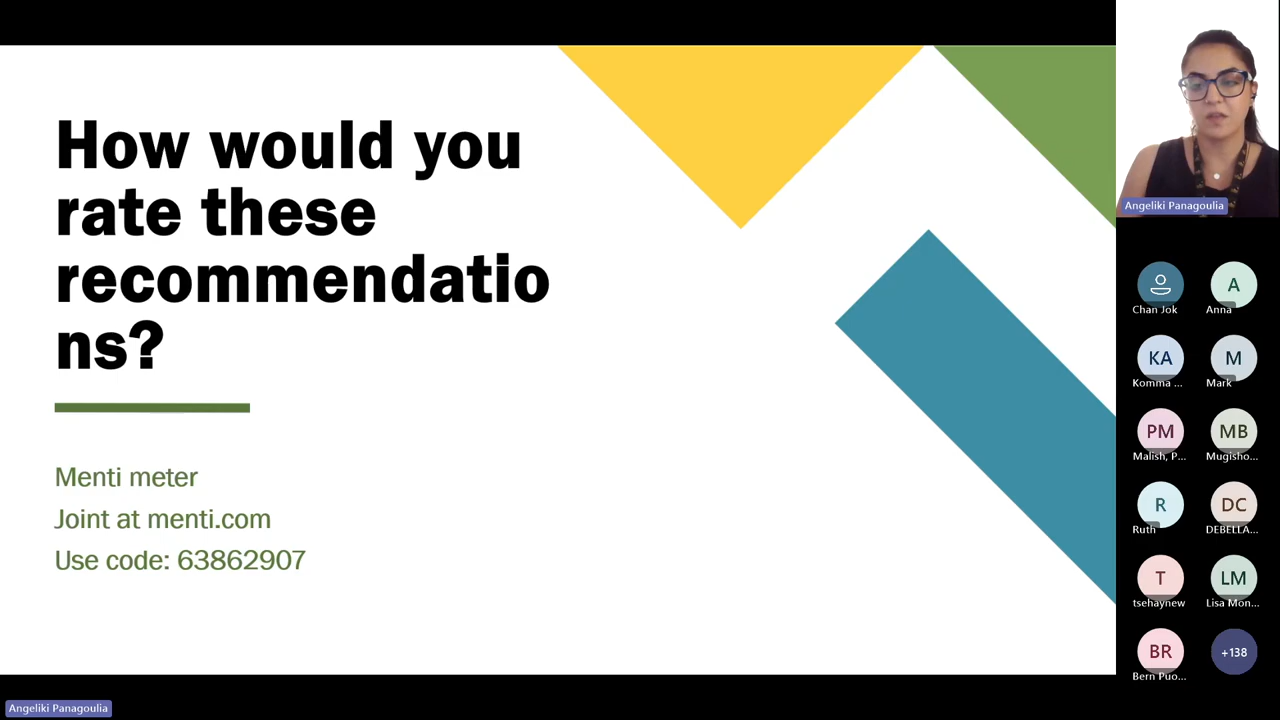 How would you
rate these
recommendatio
ns?
Menti meter
Joint at menti.com
Use code: 63862907
Angeliki Panagoulia
Chan Jok
A
Anna
KA
Komma ...
M
Mark
PM
Malish, P...
MB
Mugisho...
R
Ruth
DC
DEBELLA...
T
tsehaynew
LM
Lisa Mon...
BR
Bern Puo...
+138
Angeliki Panagoulia